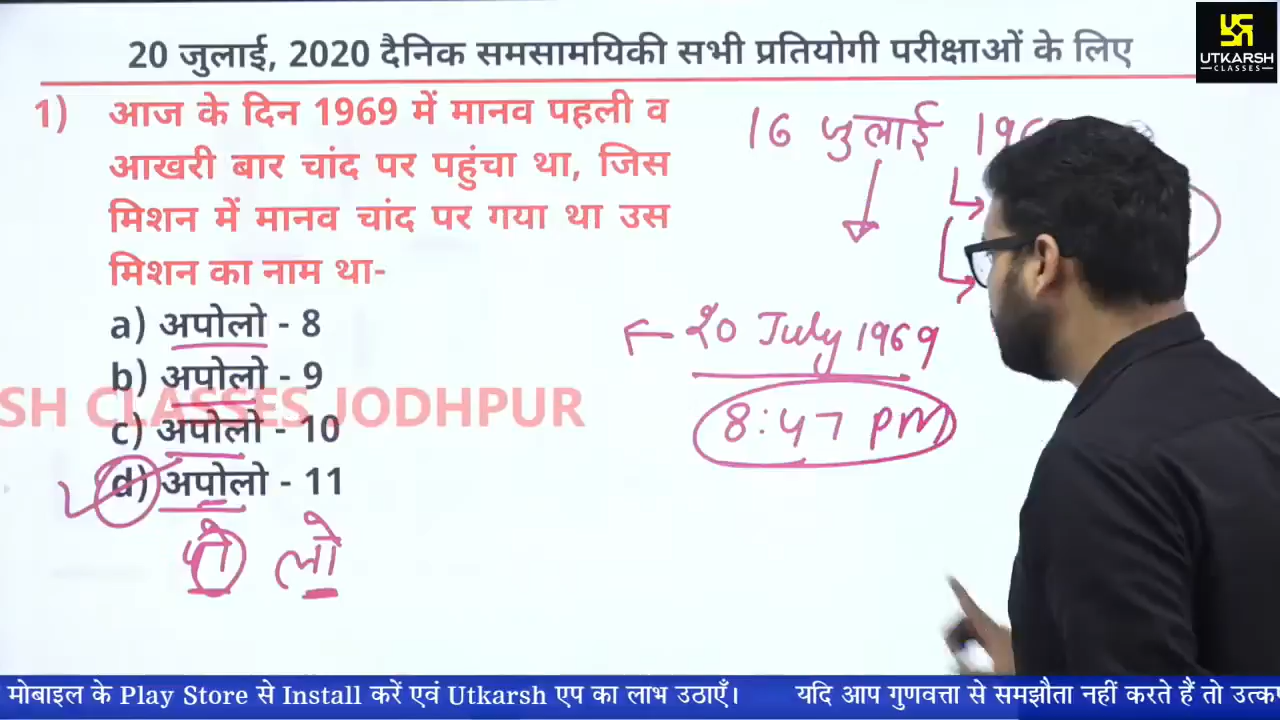 20 जुलाई, 2020 दैनिक समसामयिकी सभी प्रतियोगी परीक्षाओं के लिए
UTKARSH
CLASSES
1) आज के दिन 1969 में मानव पहली व
आखरी बार चांद पर पहुंचा था, जिस
मिशन में मानव चांद पर गया था उस
मिशन का नाम था-
a) अपोलो - 8
b) अपोलो - 9
c) अपोलो - 10
d) अपोलो - 11
पो लो
16 जुलाई
20 July 1969
8:47 PM
SH CLASSES JODHPUR
मोबाइल के Play Store से Install करें एवं Utkarsh एप का लाभ उठाएँ। यदि आप गुणवत्ता से समझौता नहीं करते हैं तो